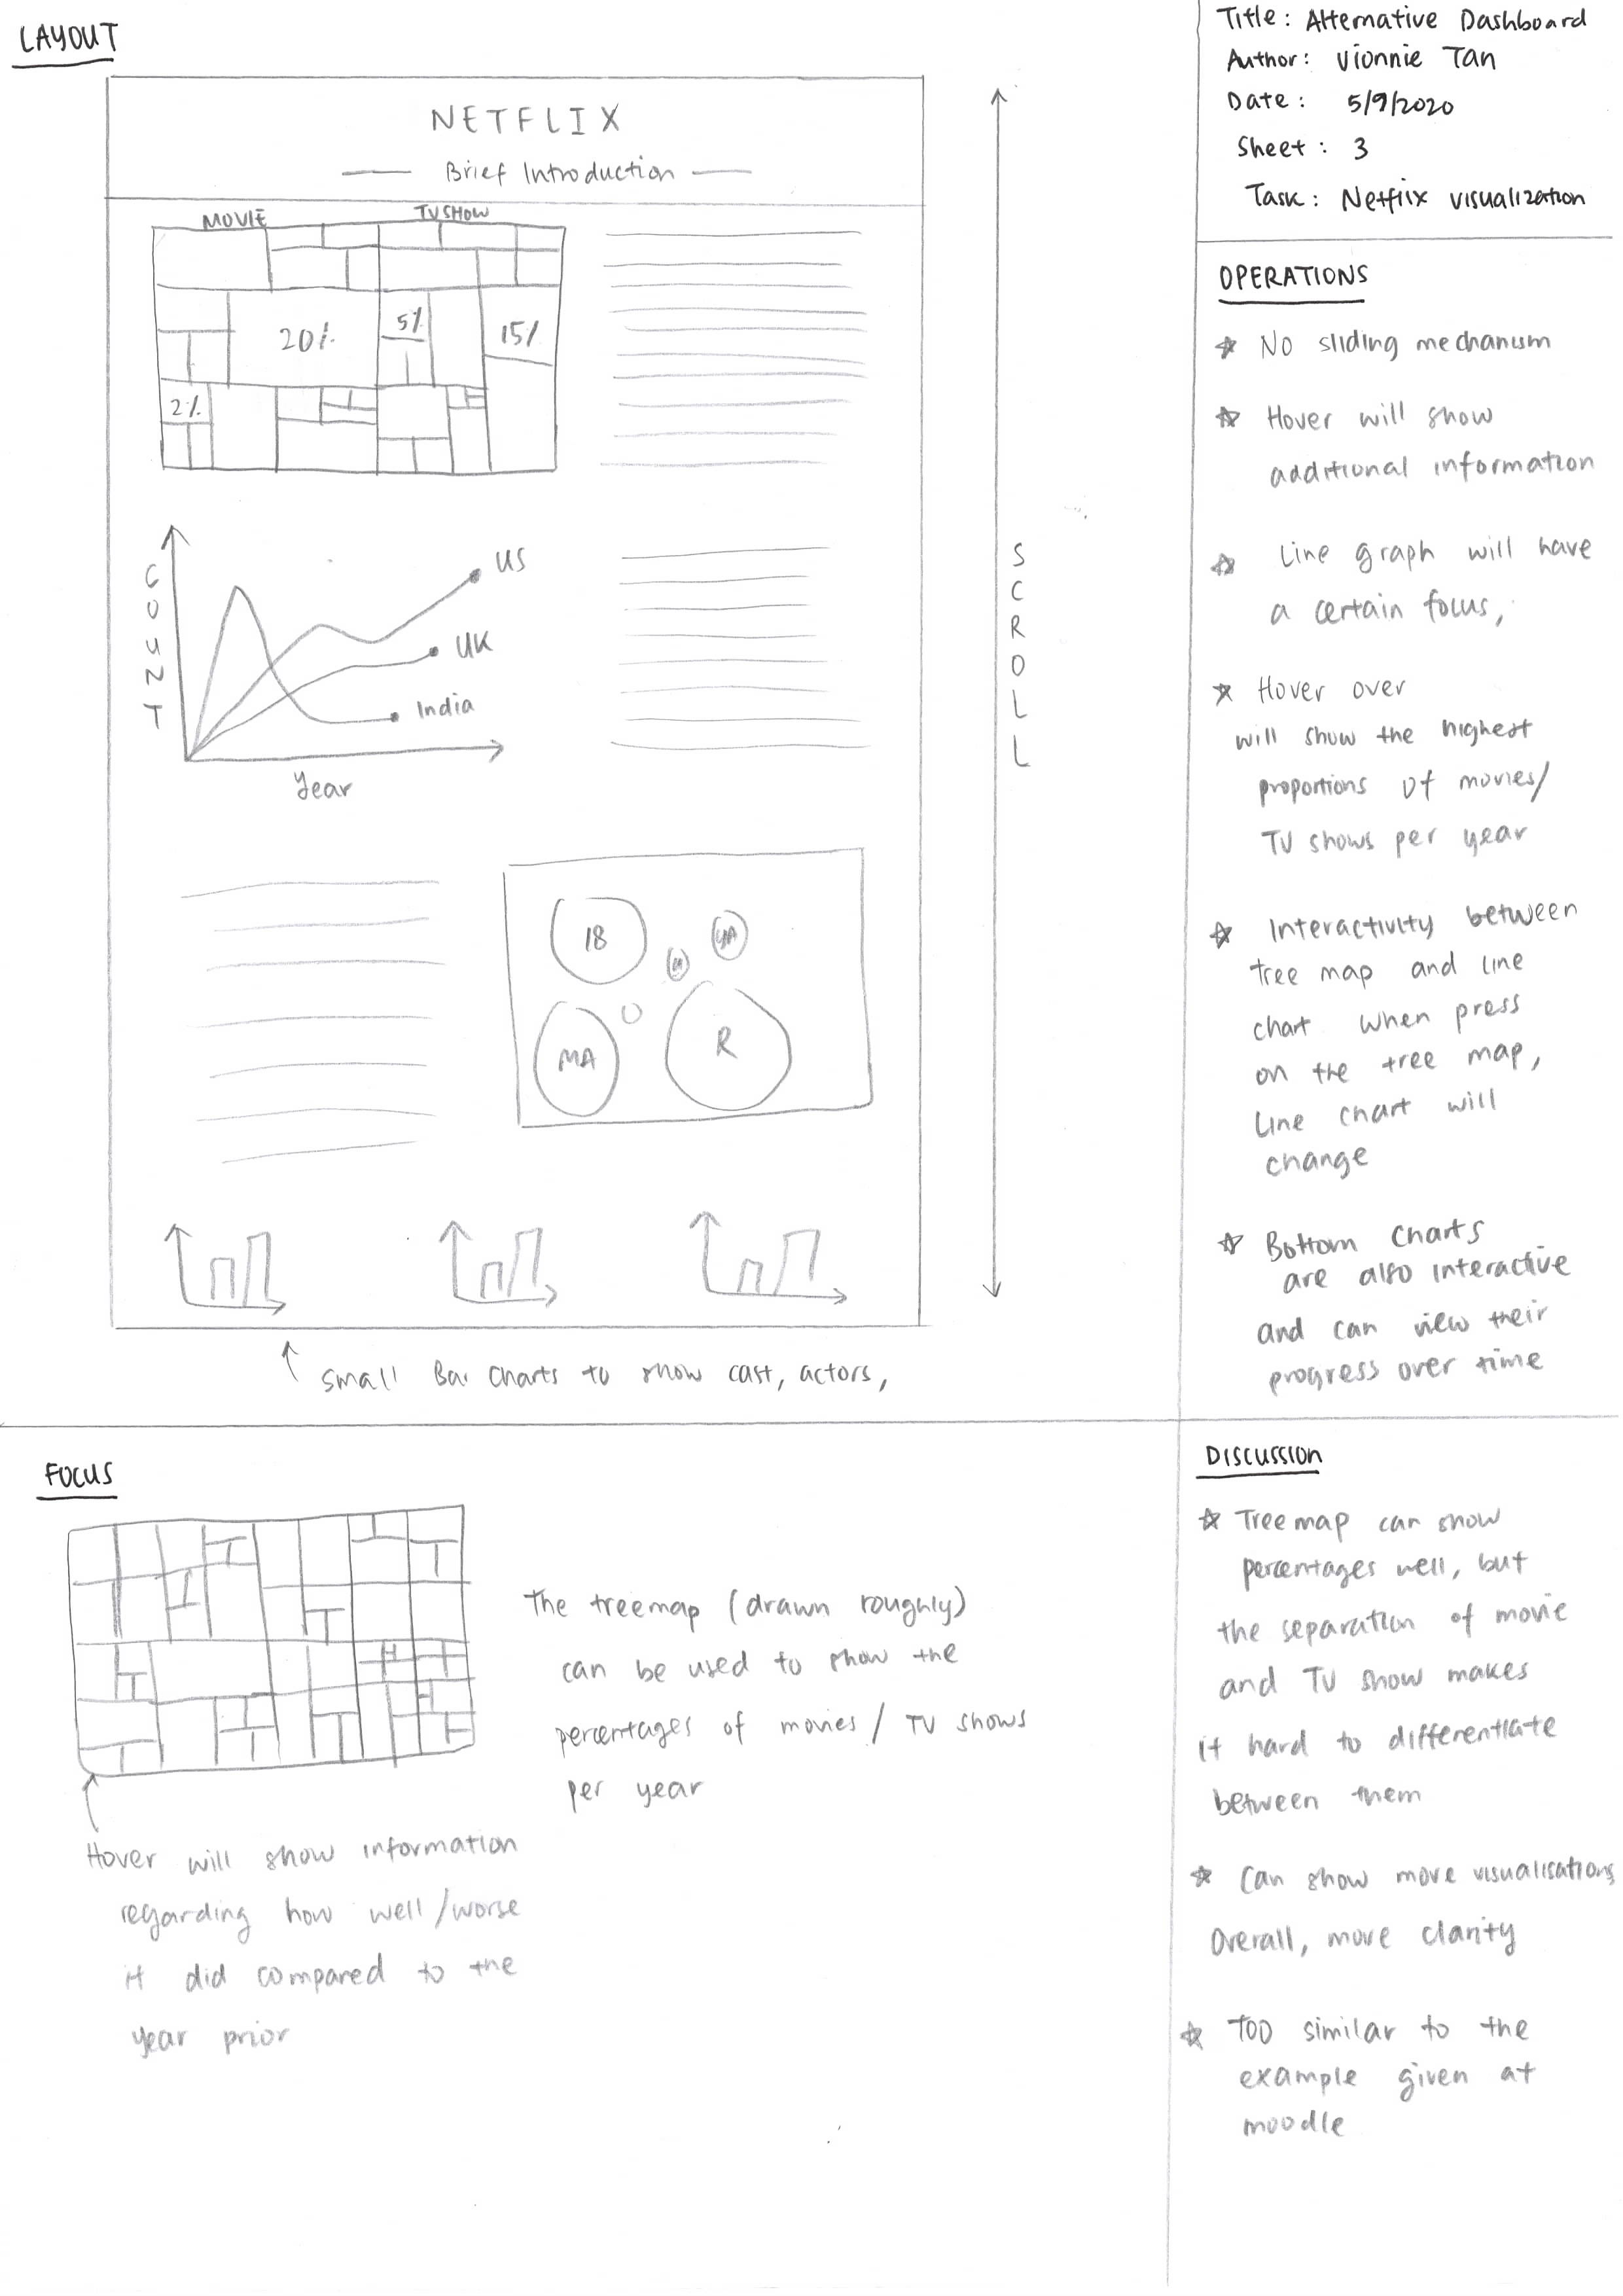 LAYOUT
NETFLIX
Brief Introduction
MOVIE
TV SHOW
20%
5%
15%
2%
COUNT
US
UK
India
Year
18
MA
R
SCROLL
Small Bar Charts to show cast, actors,
Title: Alternative Dashboard
Author: Vionnie Tan
Date: 5/9/2020
Sheet: 3
Task: Netflix visualization
OPERATIONS
☆ No sliding mechanism
☆ Hover will show
additional information
☆ Line graph will have
a certain focus,
☆ Hover over
will show the highest
proportions of movies/
TV shows per year
☆ Interactivity between
tree map and line
chart when press
on the tree map,
Line chart will
change
☆ Bottom Charts
are also interactive
and can view their
progress over time
FOCUS
The treemap (drawn roughly)
can be used to show the
percentages of movies / TV shows
per year
Hover will show information
regarding how well/worse
it did compared to the
year prior
DISCUSSION
☆ Treemap can show
percentages well, but
the separation of movie
and TV show makes
it hard to differentiate
between them
☆ Can show more visualisations
Overall, more clarity
☆ Too similar to the
example given at
moodle